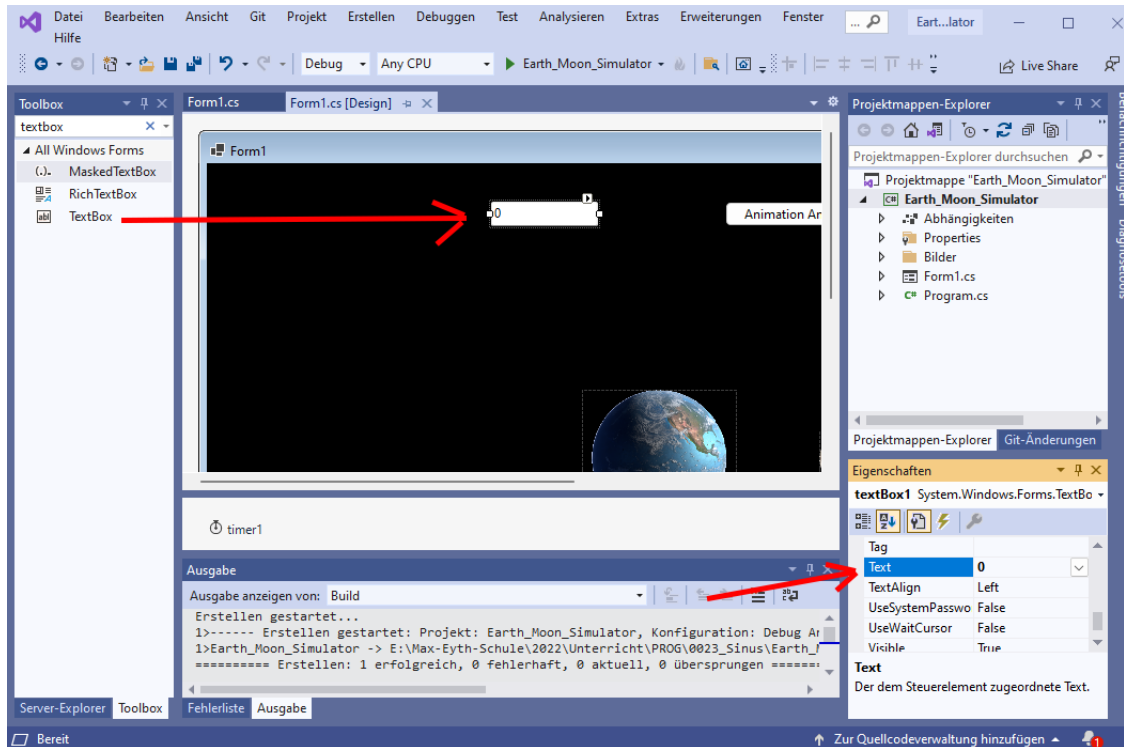 Datei Bearbeiten Ansicht Git Projekt Erstellen Debuggen Test Analysieren Extras Erweiterungen Fenster
Hilfe
... Eart...lator
Debug Any CPU Earth_Moon_Simulator
Live Share
Toolbox
textbox
All Windows Forms
MaskedTextBox
RichTextBox
TextBox
Form1.cs Form1.cs [Design]
Form1
0
Animation An
timer1
Ausgabe
Ausgabe anzeigen von: Build
Erstellen gestartet...
1>------ Erstellen gestartet: Projekt: Earth_Moon_Simulator, Konfiguration: Debug An
1>Earth_Moon_Simulator -> E:\Max-Eyth-Schule\2022\Unterricht\PROG\0023_Sinus\Earth_M
========== Erstellen: 1 erfolgreich, 0 fehlerhaft, 0 aktuell, 0 übersprungen =======
Server-Explorer Toolbox
Fehlerliste Ausgabe
Projektmappen-Explorer
Projektmappen-Explorer durchsuchen
Projektmappe "Earth_Moon_Simulator"
Earth_Moon_Simulator
Abhängigkeiten
Properties
Bilder
Form1.cs
C# Program.cs
Projektmappen-Explorer Git-Änderungen
Eigenschaften
textBox1 System.Windows.Forms.TextBo
Tag
Text 0
TextAlign Left
UseSystemPasswo False
UseWaitCursor False
Visible True
Text
Der dem Steuerelement zugeordnete Text.
Benachrichtigungen
Diagnosetools
Bereit
Zur Quellcodeverwaltung hinzufügen
1